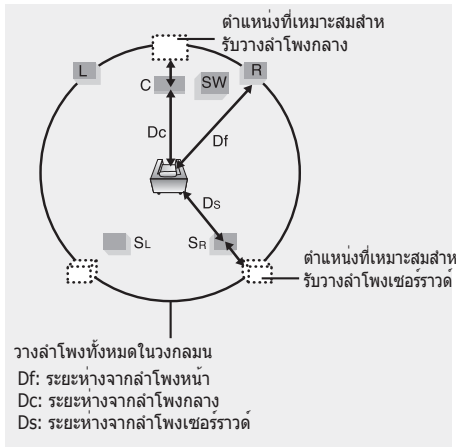 ตำแหน่งที่เหมาะสมสำห
รับวางลำโพงกลาง
L
C
SW
R
Dc
Df
Ds
SL
SR
ตำแหน่งที่เหมาะสมสำห
รับวางลำโพงเซอร์ราวด์
วางลำโพงทั้งหมดในวงกลมน
Df: ระยะห่างจากลำโพงหน้า
Dc: ระยะห่างจากลำโพงกลาง
Ds: ระยะห่างจากลำโพงเซอร์ราวด์